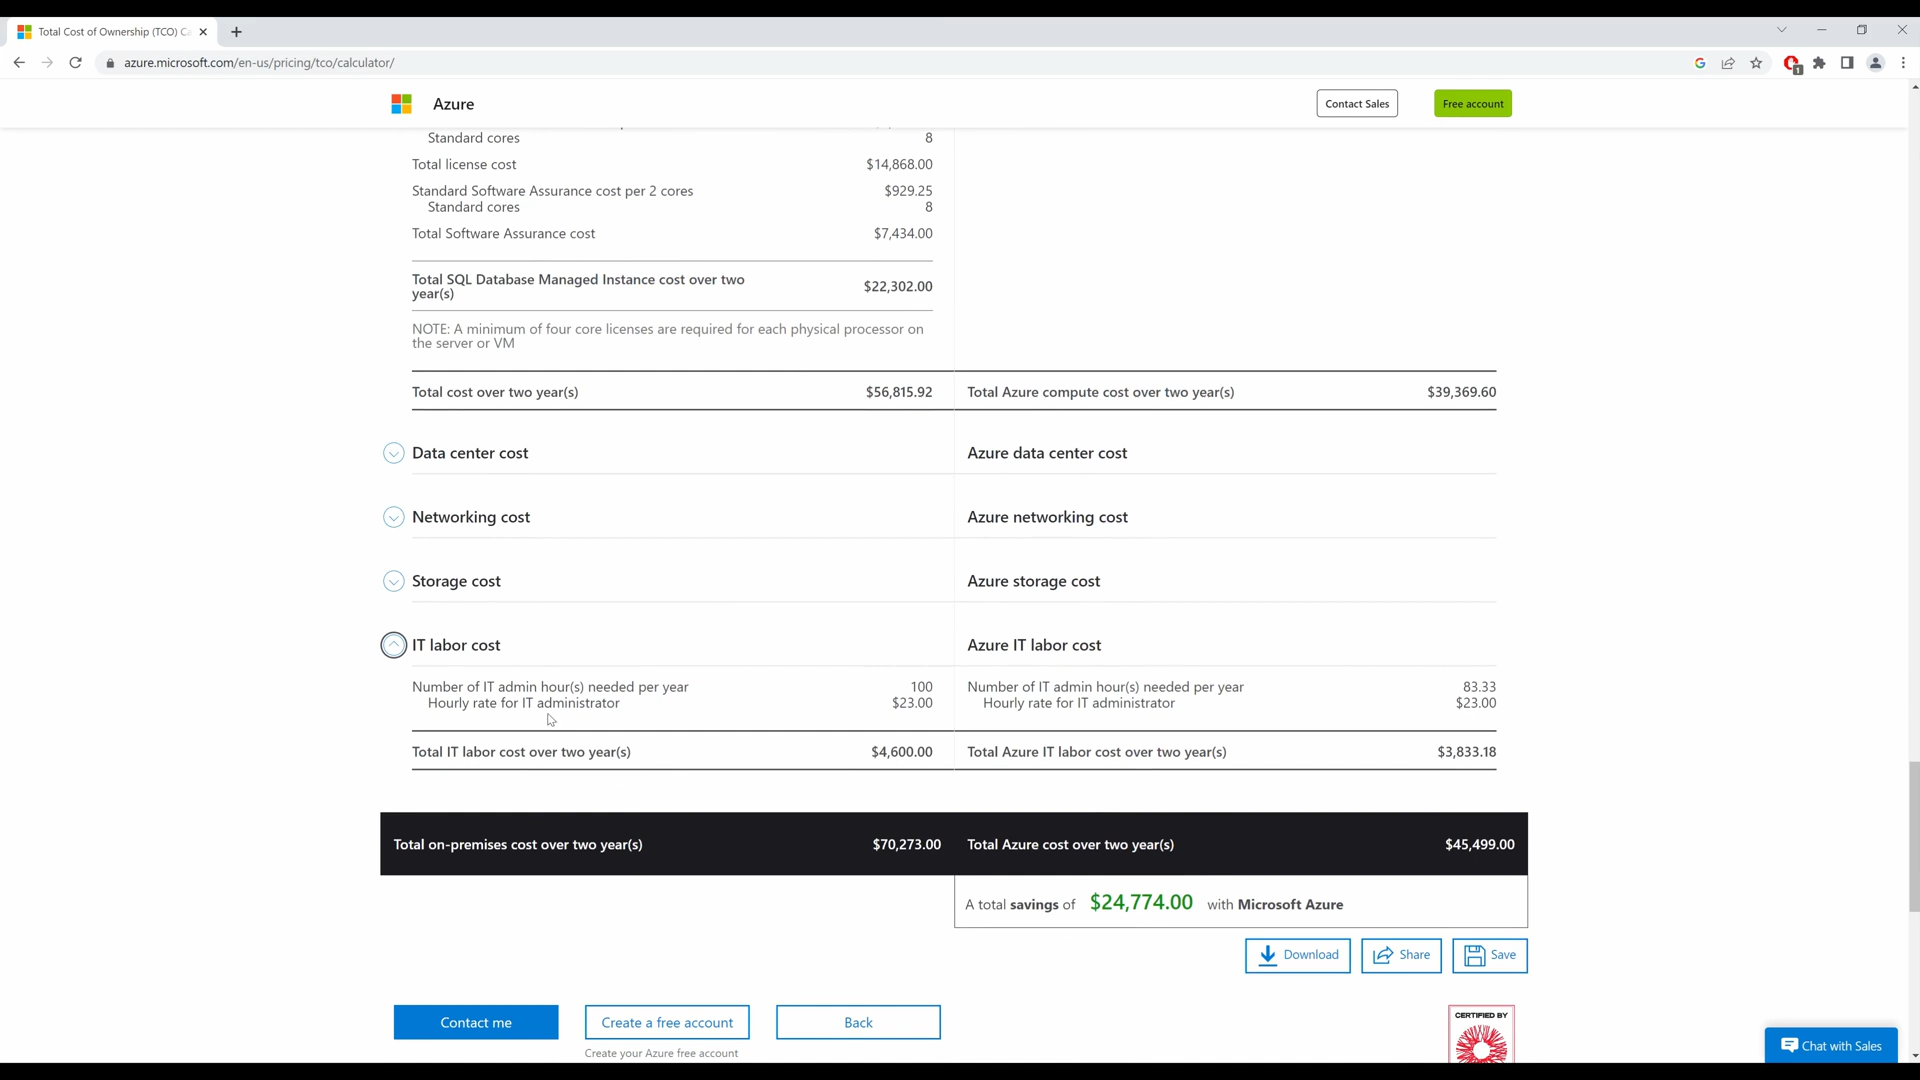 Total Cost of Ownership (TCO) Ca
azure.microsoft.com/en-us/pricing/tco/calculator/
1
Azure
Contact Sales
Free account
Standard cores 8
Total license cost $14,868.00
Standard Software Assurance cost per 2 cores $929.25
Standard cores 8
Total Software Assurance cost $7,434.00
Total SQL Database Managed Instance cost over two
year(s) $22,302.00
NOTE: A minimum of four core licenses are required for each physical processor on
the server or VM
Total cost over two year(s) $56,815.92 Total Azure compute cost over two year(s) $39,369.60
Data center cost Azure data center cost
Networking cost Azure networking cost
Storage cost Azure storage cost
IT labor cost Azure IT labor cost
Number of IT admin hour(s) needed per year 100 Number of IT admin hour(s) needed per year 83.33
Hourly rate for IT administrator $23.00 Hourly rate for IT administrator $23.00
Total IT labor cost over two year(s) $4,600.00 Total Azure IT labor cost over two year(s) $3,833.18
Total on-premises cost over two year(s) $70,273.00 Total Azure cost over two year(s) $45,499.00
A total savings of $24,774.00 with Microsoft Azure
Download Share Save
Contact me Create a free account Back
Create your Azure free account
CERTIFIED BY
Chat with Sales